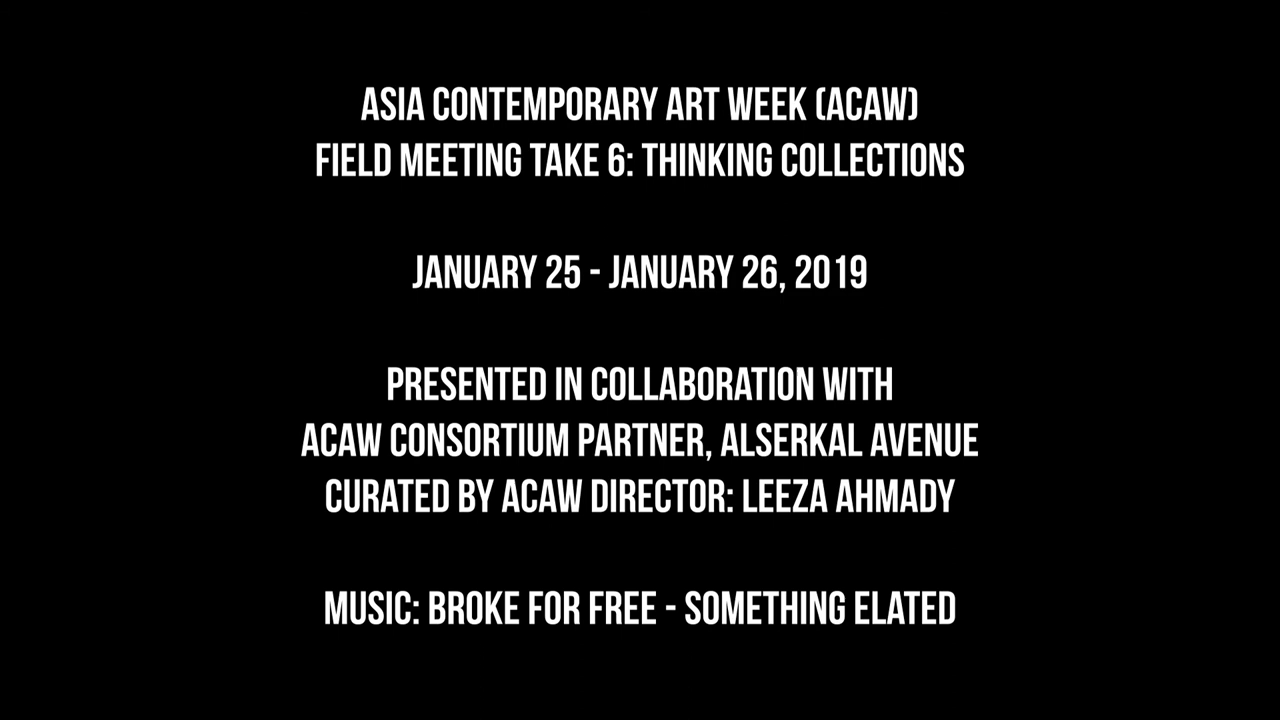 ASIA CONTEMPORARY ART WEEK (ACAW)
FIELD MEETING TAKE 6: THINKING COLLECTIONS
JANUARY 25 - JANUARY 26, 2019
PRESENTED IN COLLABORATION WITH
ACAW CONSORTIUM PARTNER, ALSERKAL AVENUE
CURATED BY ACAW DIRECTOR: LEEZA AHMADY
MUSIC: BROKE FOR FREE - SOMETHING ELATED